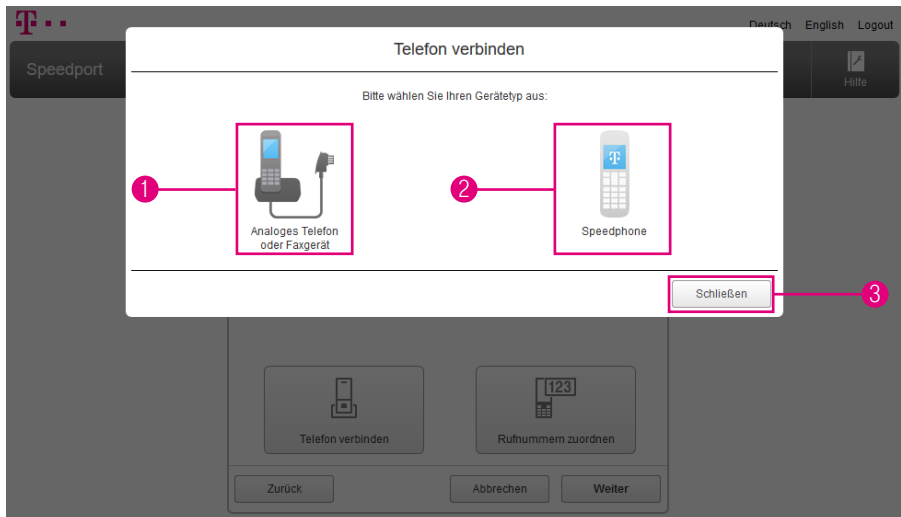 T
Deutsch English Logout
Speedport
Hilfe
Telefon verbinden
Bitte wählen Sie Ihren Gerätetyp aus:
1
2
T
Analoges Telefon
oder Faxgerät
Speedphone
Schließen
3
123
Telefon verbinden
Rufnummern zuordnen
Zurück
Abbrechen
Weiter